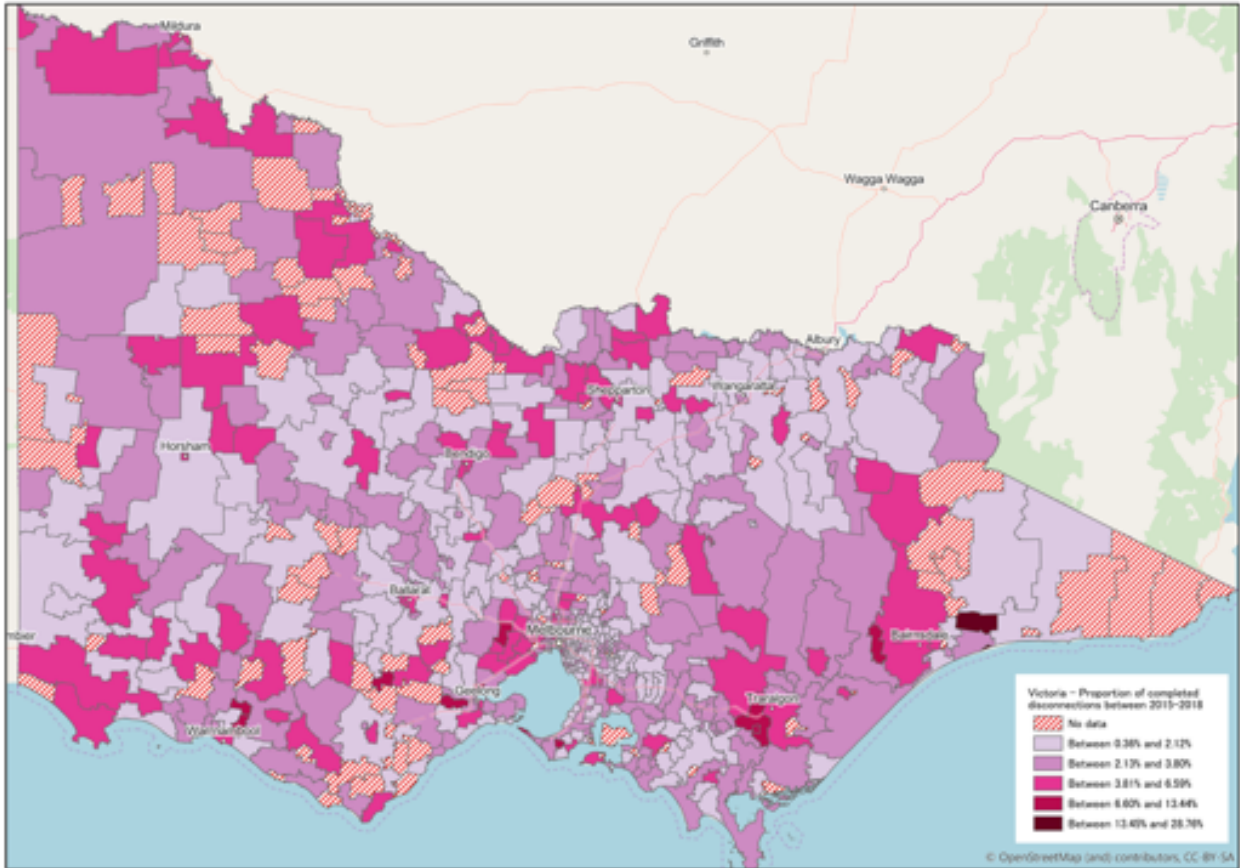 Mildura
Griffith
Wagga Wagga
Canberra
Albury
Shepparton
Wangaratta
Horsham
Bendigo
Ballarat
Melbourne
mbier
Bairnsdale
Geelong
Traralgon
Warrnambool
Victoria - Proportion of completed
disconnections between 2015-2018
No data
Between 0.36% and 2.12%
Between 2.13% and 3.80%
Between 3.81% and 6.59%
Between 6.60% and 13.44%
Between 13.45% and 28.76%
© OpenStreetMap (and) contributors, CC-BY-SA